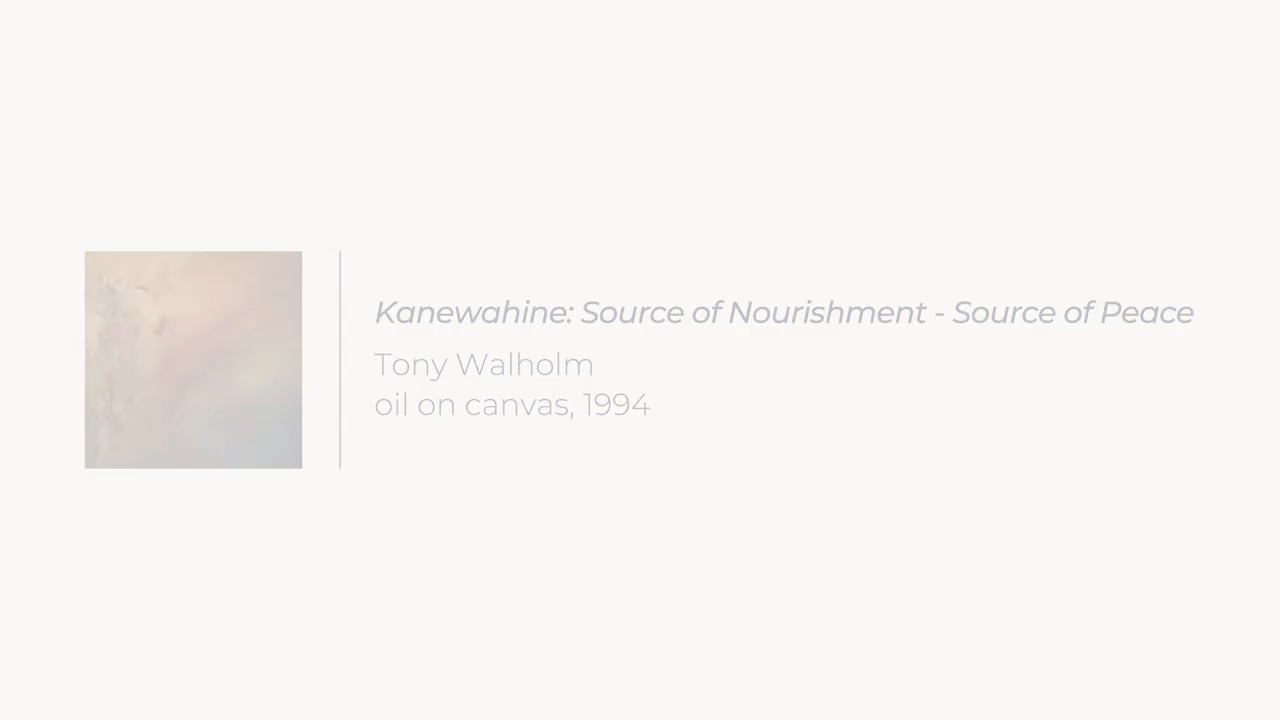 Kanewahine: Source of Nourishment - Source of Peace
Tony Walholm
oil on canvas, 1994